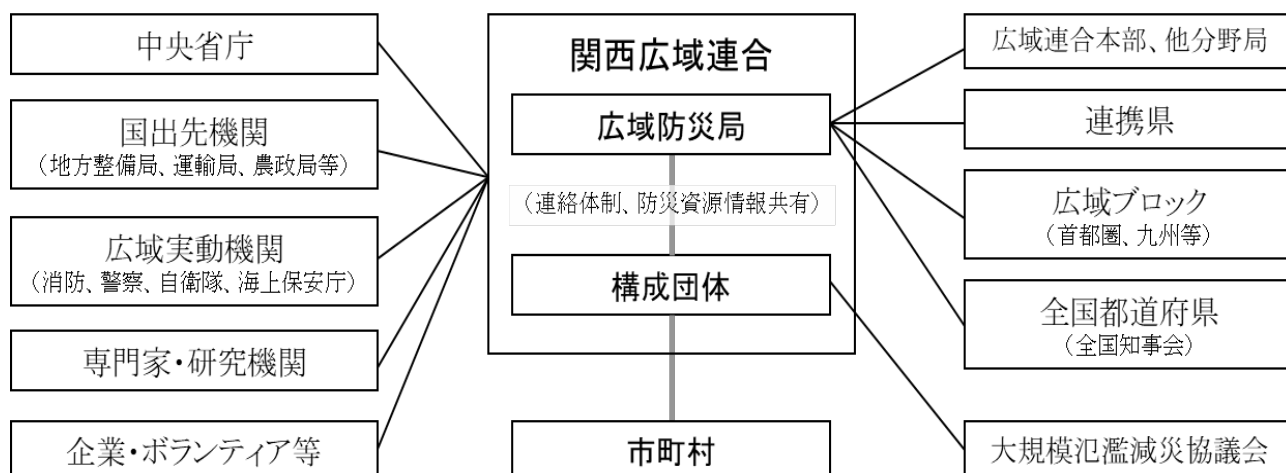 中央省庁
国出先機関
（地方整備局、運輸局、農政局等）
広域実動機関
（消防、警察、自衛隊、海上保安庁）
専門家・研究機関
企業・ボランティア等
関西広域連合
広域防災局
（連絡体制、防災資源情報共有）
構成団体
市町村
広域連合本部、他分野局
連携県
広域ブロック
（首都圏、九州等）
全国都道府県
（全国知事会）
大規模氾濫減災協議会